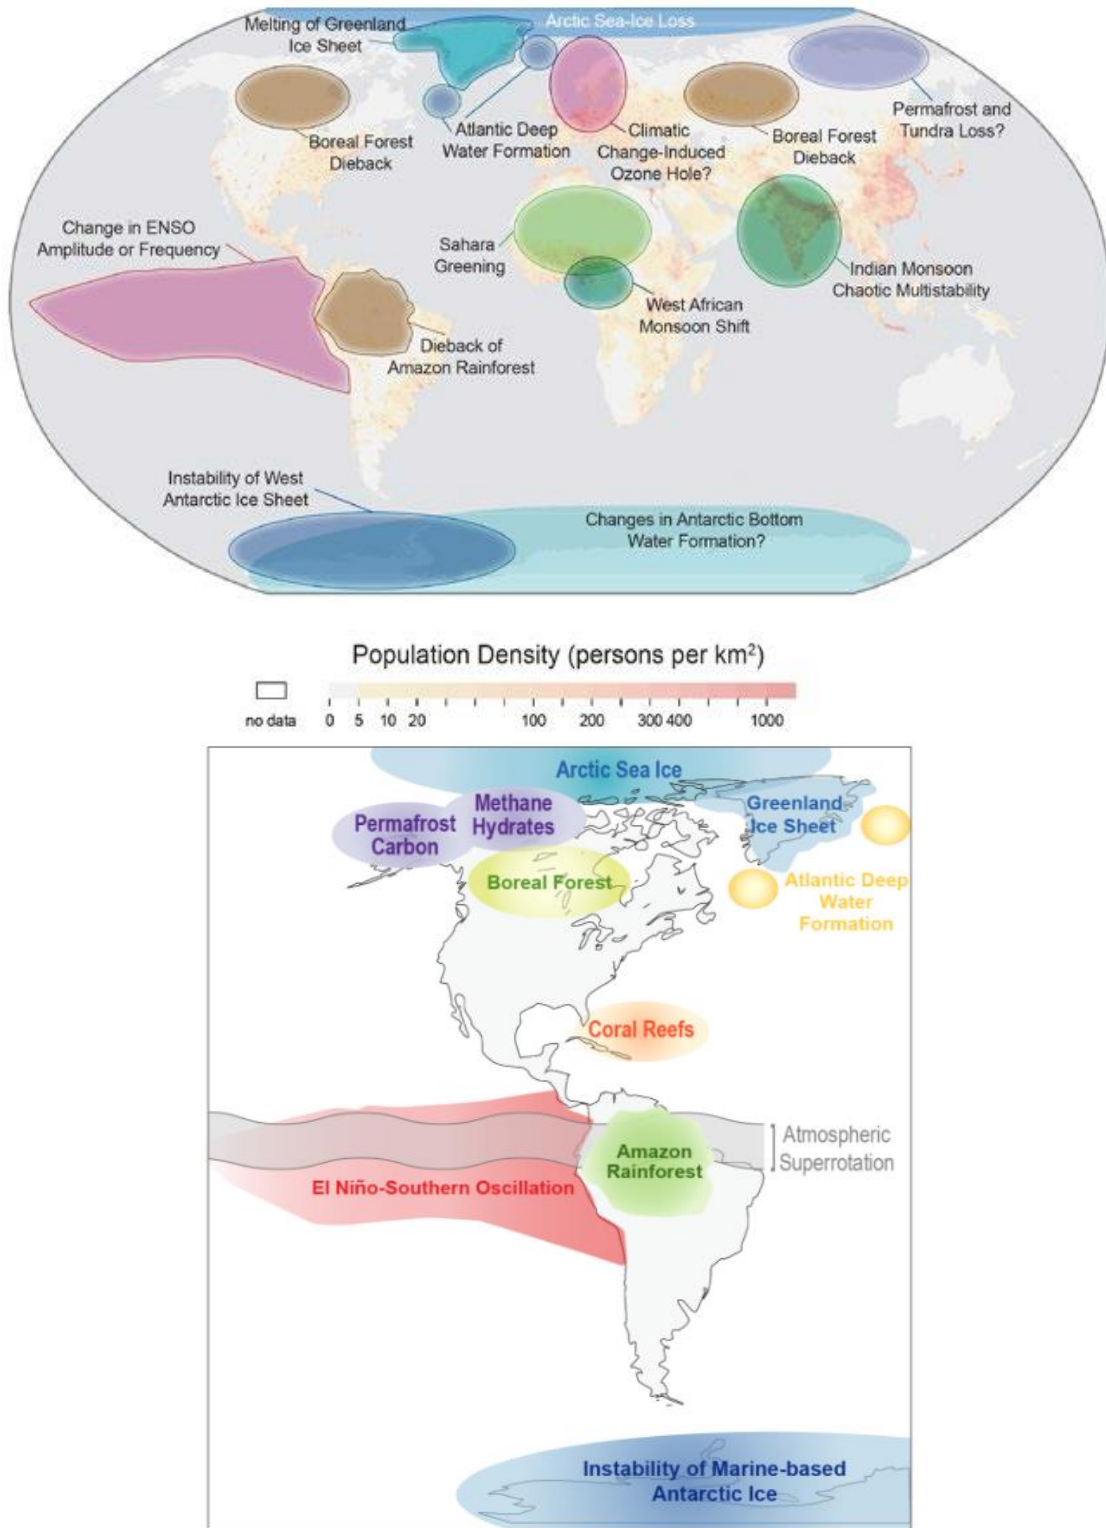 Melting of Greenland
Ice Sheet
Arctic Sea-Ice Loss
Boreal Forest
Dieback
Atlantic Deep
Water Formation
Climatic
Change-Induced
Ozone Hole?
Boreal Forest
Dieback
Permafrost and
Tundra Loss?
Change in ENSO
Amplitude or Frequency
Sahara
Greening
West African
Monsoon Shift
Indian Monsoon
Chaotic Multistability
Dieback of
Amazon Rainforest
Instability of West
Antarctic Ice Sheet
Changes in Antarctic Bottom
Water Formation?
Population Density (persons per km²)
no data 0 5 10 20 100 200 300 400 1000
Arctic Sea Ice
Methane
Hydrates
Permafrost
Carbon
Greenland
Ice Sheet
Boreal Forest
Atlantic Deep
Water
Formation
Coral Reefs
Amazon
Rainforest
Atmospheric
Superrotation
El Niño-Southern Oscillation
Instability of Marine-based
Antarctic Ice